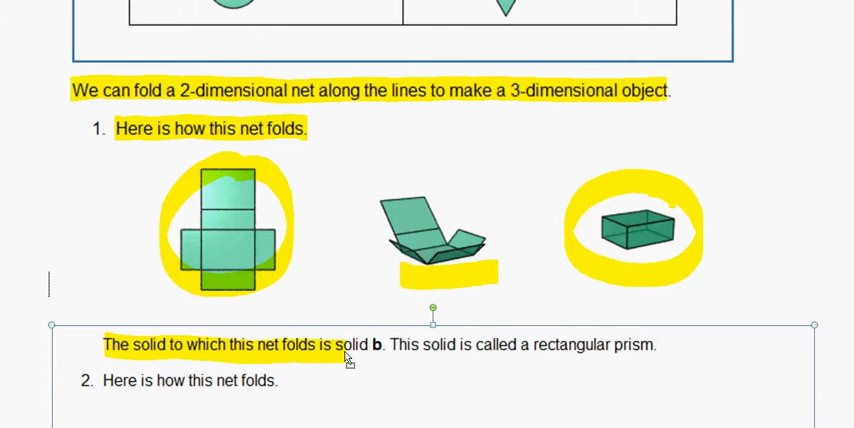 We can fold a 2-dimensional net along the lines to make a 3-dimensional object.
1. Here is how this net folds.
The solid to which this net folds is solid b. This solid is called a rectangular prism.
2. Here is how this net folds.